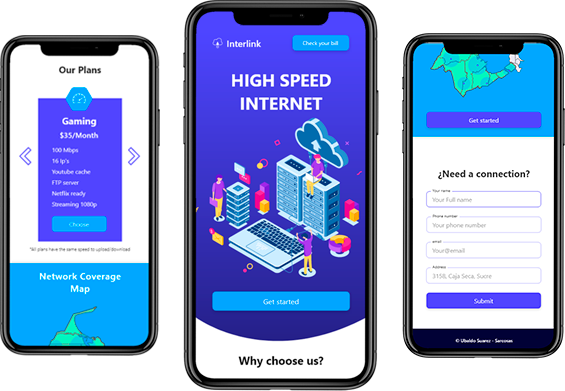 Our Plans
Gaming
$35/Month
100 Mbps
16 Ip's
Youtube cache
FTP server
Netflix ready
Streaming 1080p
Choose
*All plans have the same speed to upload/download
Network Coverage
Map
Interlink
Check your bill
HIGH SPEED
INTERNET
Get started
Why choose us?
Get started
¿Need a connection?
Your name
Your Full name
Phone number
Your phone number
email
Your@email
Address
3158, Caja Seca, Sucre
Submit
© Ubaldo Suarez - Sarcosas